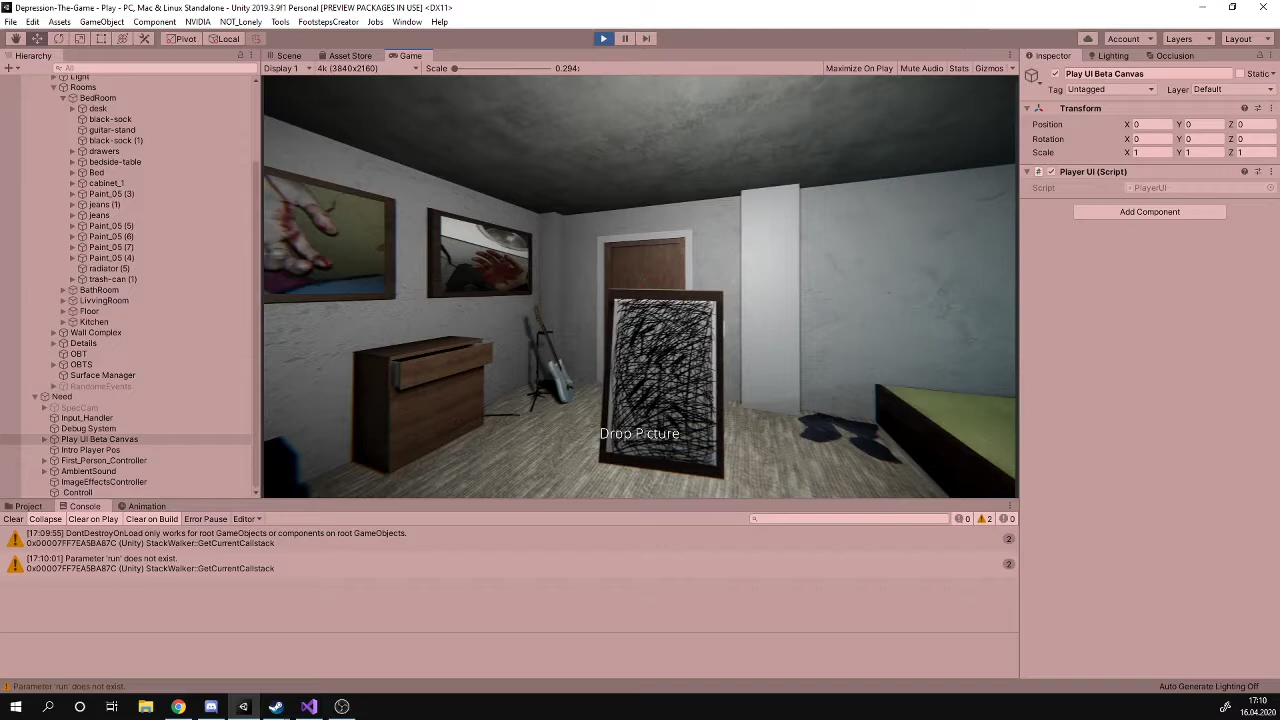 Depression-The-Game - Play - PC, Mac & Linux Standalone - Unity 2019.3.9f1 Personal [PREVIEW PACKAGES IN USE] <DX11>
File Edit Assets GameObject Component NVIDIA NOT_Lonely Tools FootstepsCreator Jobs Window Help
Pivot Local Account Layers Layout
Hierarchy
Scene Asset Store Game
Inspector Lighting Occlusion
All
Display 1 4k (3840x2160) Scale 0.294: Maximize On Play Mute Audio Stats Gizmos
Play UI Beta Canvas Static
Tag Untagged Layer Default
Transform
Position X 0 Y 0 Z 0
Rotation X 0 Y 0 Z 0
Scale X 1 Y 1 Z 1
Player UI (Script)
Script PlayerUI
Add Component
Light
Rooms
BedRoom
desk
black-sock
guitar-stand
black-sock (1)
drawers
bedside-table
Bed
cabinet_1
Paint_05 (3)
jeans (1)
jeans
Paint_05 (5)
Paint_05 (6)
Paint_05 (7)
Paint_05 (4)
radiator (5)
trash-can (1)
BathRoom
LivvingRoom
Floor
Kitchen
Wall Complex
Details
OBT
OBTS
Surface Manager
RandomeEvents
Need
SpecCam
Input_Handler
Debug System
Play UI Beta Canvas
Intro Player Pos
First_Person_Controller
AmbientSound
ImageEffectsController
Controll
Drop Picture
Project Console Animation
Clear Collapse Clear on Play Clear on Build Error Pause Editor 0 2 0
[17:09:55] DontDestroyOnLoad only works for root GameObjects or components on root GameObjects.
0x00007FF7EA5BA87C (Unity) StackWalker::GetCurrentCallstack
2
[17:10:01] Parameter 'run' does not exist.
0x00007FF7EA5BA87C (Unity) StackWalker::GetCurrentCallstack
2
Parameter 'run' does not exist.
Auto Generate Lighting Off
17:10
16.04.2020